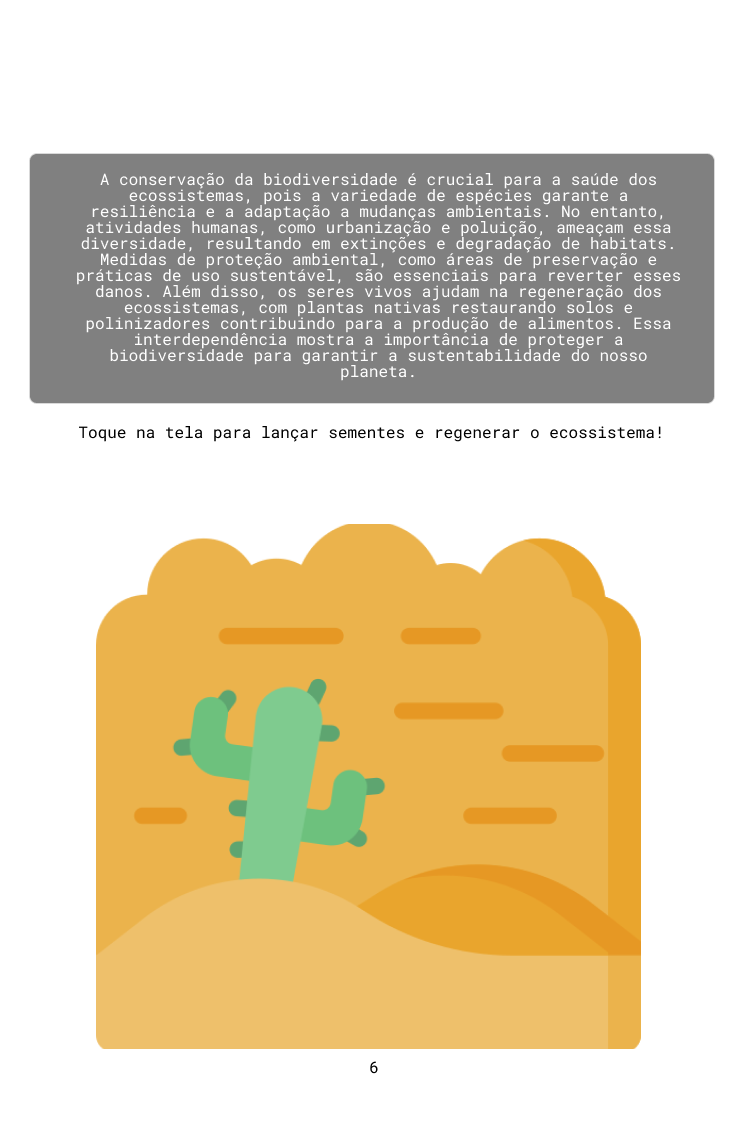 A conservação da biodiversidade é crucial para a saúde dos
ecossistemas, pois a variedade de espécies garante a
resiliência e a adaptação a mudanças ambientais. No entanto,
atividades humanas, como urbanização e poluição, ameaçam essa
diversidade, resultando em extinções e degradação de habitats.
Medidas de proteção ambiental, como áreas de preservação e
práticas de uso sustentável, são essenciais para reverter esses
danos. Além disso, os seres vivos ajudam na regeneração dos
ecossistemas, com plantas nativas restaurando solos e
polinizadores contribuindo para a produção de alimentos. Essa
interdependência mostra a importância de proteger a
biodiversidade para garantir a sustentabilidade do nosso
planeta.
Toque na tela para lançar sementes e regenerar o ecossistema!
6